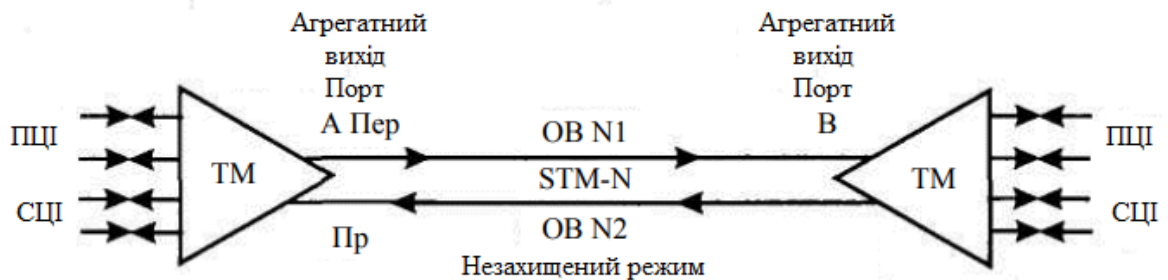 Агрегатний
вихід
Порт
А Пер
Агрегатний
вихід
Порт
В
ПЦІ
СЦІ
ТМ
ОВ N1
STM-N
ОВ N2
Пр
Незахищений режим
ТМ
ПЦІ
СЦІ